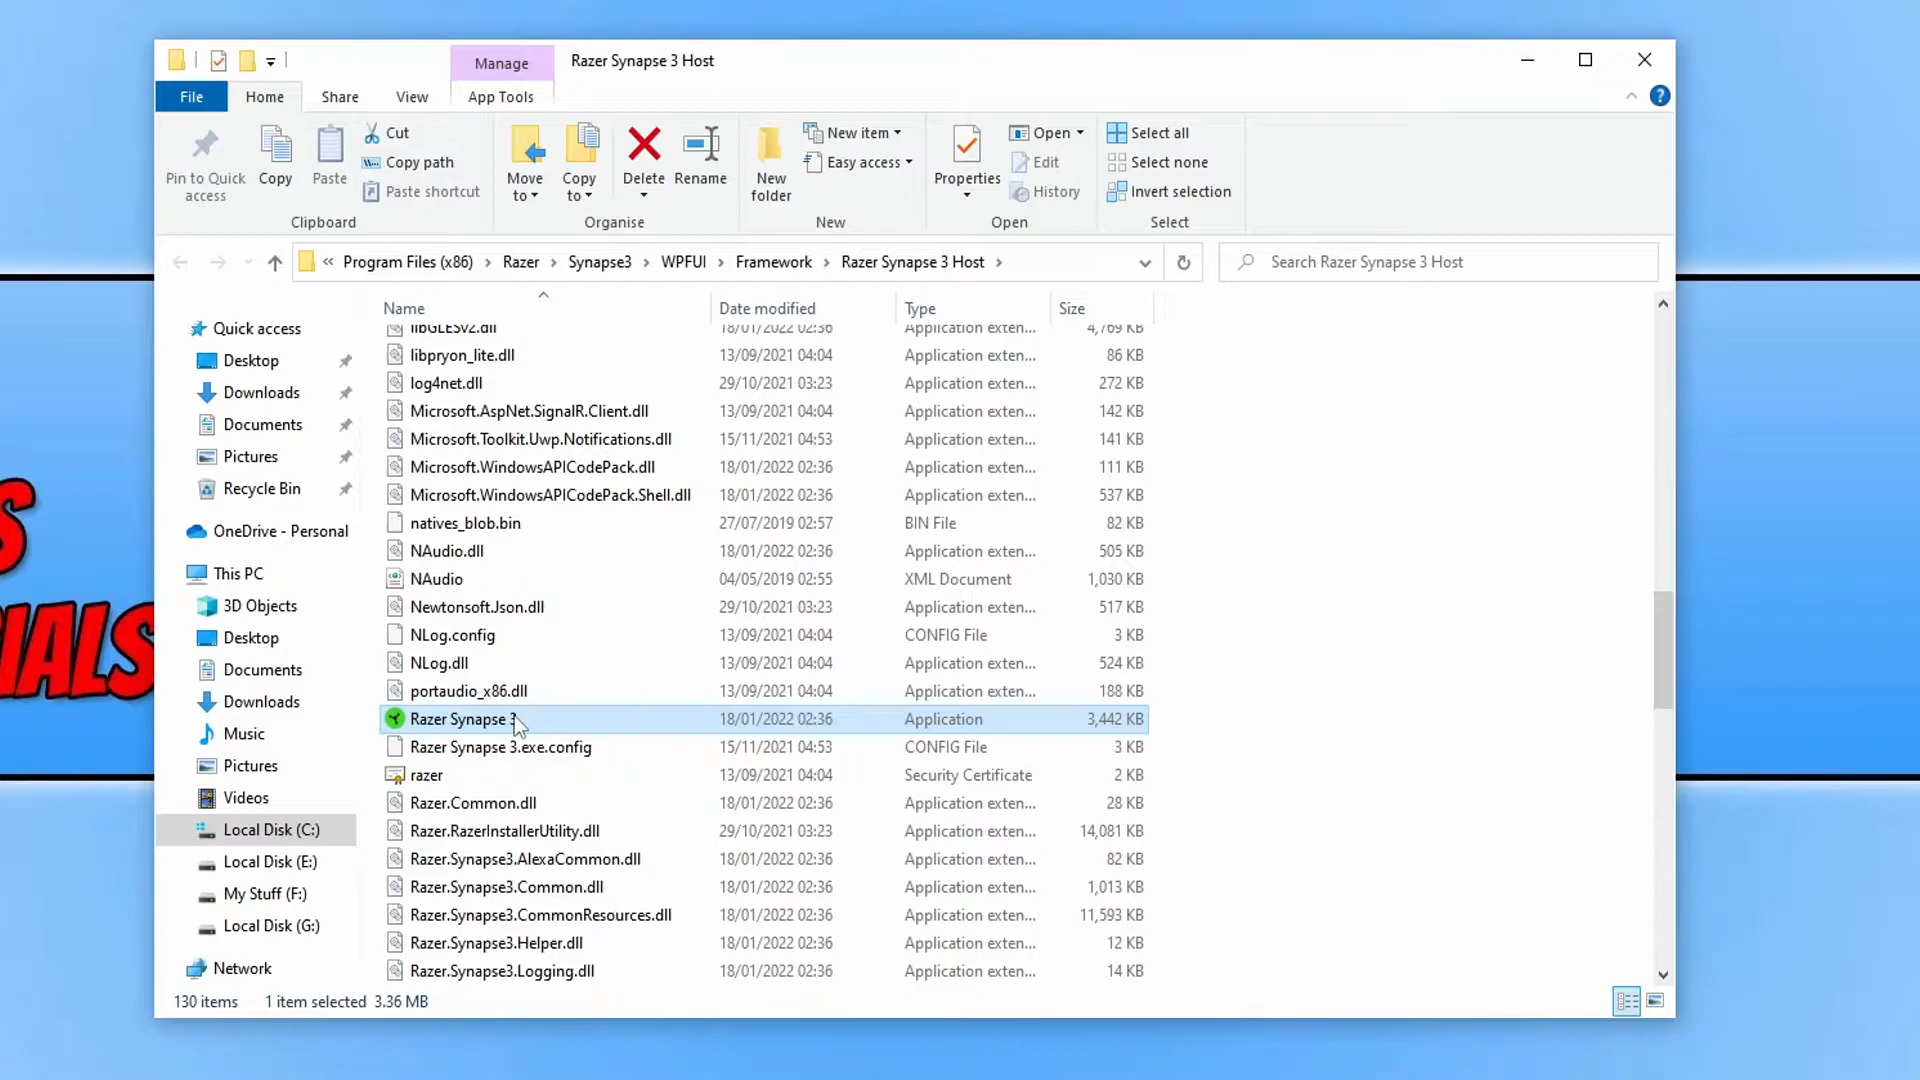 Manage
Razer Synapse 3 Host
File
Home
Share
View
App Tools
Pin to Quick access
Copy
Paste
Cut
Copy path
Paste shortcut
Clipboard
Move to
Copy to
Delete
Rename
Organise
New folder
New item
Easy access
New
Properties
Open
Edit
History
Open
Select all
Select none
Invert selection
Select
« Program Files (x86) > Razer > Synapse3 > WPFUI > Framework > Razer Synapse 3 Host >
Search Razer Synapse 3 Host
Quick access
Desktop
Downloads
Documents
Pictures
Recycle Bin
OneDrive - Personal
This PC
3D Objects
Desktop
Documents
Downloads
Music
Pictures
Videos
Local Disk (C:)
Local Disk (E:)
My Stuff (F:)
Local Disk (G:)
Network
Name Date modified Type Size
libGLESv2.dll 18/01/2022 02:36 Application exten... 4,769 KB
libpryon_lite.dll 13/09/2021 04:04 Application exten... 86 KB
log4net.dll 29/10/2021 03:23 Application exten... 272 KB
Microsoft.AspNet.SignalR.Client.dll 13/09/2021 04:04 Application exten... 142 KB
Microsoft.Toolkit.Uwp.Notifications.dll 15/11/2021 04:53 Application exten... 141 KB
Microsoft.WindowsAPICodePack.dll 18/01/2022 02:36 Application exten... 111 KB
Microsoft.WindowsAPICodePack.Shell.dll 18/01/2022 02:36 Application exten... 537 KB
natives_blob.bin 27/07/2019 02:57 BIN File 82 KB
NAudio.dll 18/01/2022 02:36 Application exten... 505 KB
NAudio 04/05/2019 02:55 XML Document 1,030 KB
Newtonsoft.Json.dll 29/10/2021 03:23 Application exten... 517 KB
NLog.config 13/09/2021 04:04 CONFIG File 3 KB
NLog.dll 13/09/2021 04:04 Application exten... 524 KB
portaudio_x86.dll 13/09/2021 04:04 Application exten... 188 KB
Razer Synapse 3 18/01/2022 02:36 Application 3,442 KB
Razer Synapse 3.exe.config 15/11/2021 04:53 CONFIG File 3 KB
razer 13/09/2021 04:04 Security Certificate 2 KB
Razer.Common.dll 18/01/2022 02:36 Application exten... 28 KB
Razer.RazerInstallerUtility.dll 29/10/2021 03:23 Application exten... 14,081 KB
Razer.Synapse3.AlexaCommon.dll 18/01/2022 02:36 Application exten... 82 KB
Razer.Synapse3.Common.dll 18/01/2022 02:36 Application exten... 1,013 KB
Razer.Synapse3.CommonResources.dll 18/01/2022 02:36 Application exten... 11,593 KB
Razer.Synapse3.Helper.dll 18/01/2022 02:36 Application exten... 12 KB
Razer.Synapse3.Logging.dll 18/01/2022 02:36 Application exten... 14 KB
130 items 1 item selected 3.36 MB
S
IALS